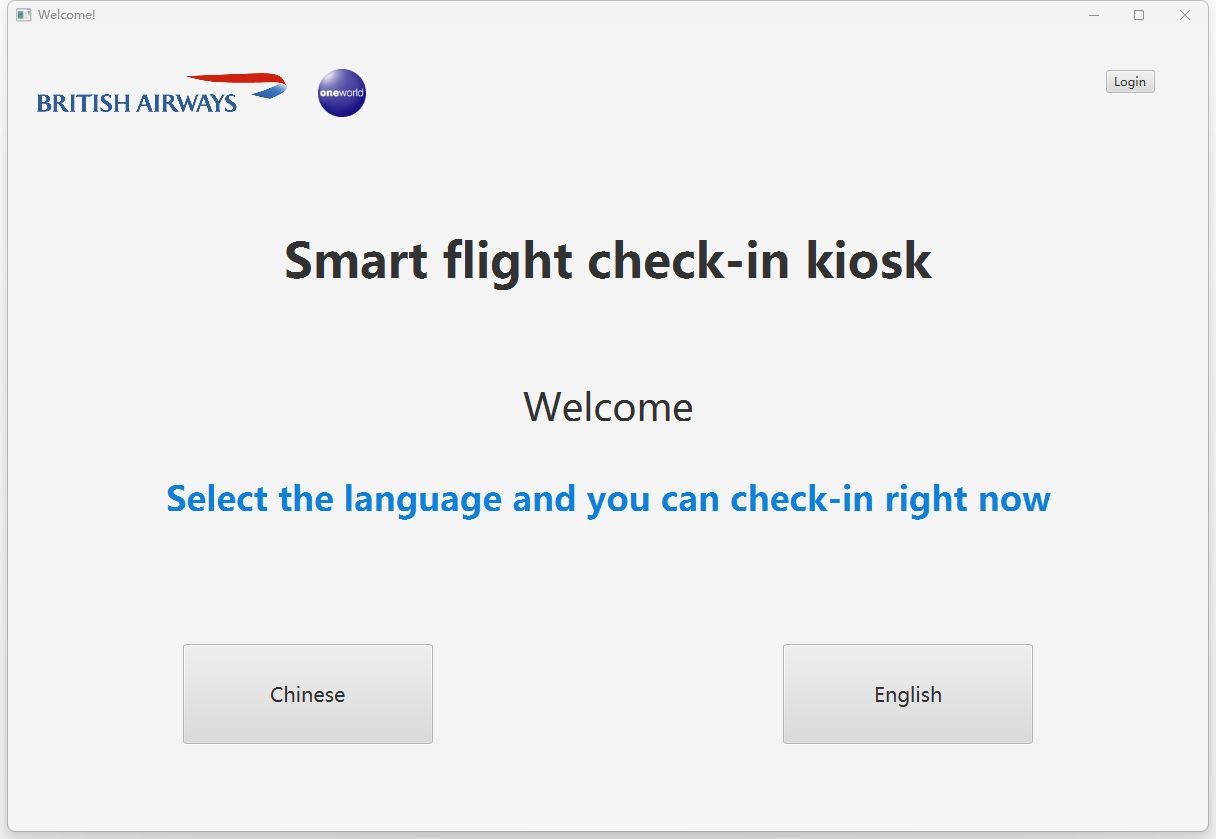 Welcome!
BRITISH AIRWAYS
oneworld
Login
Smart flight check-in kiosk
Welcome
Select the language and you can check-in right now
Chinese
English